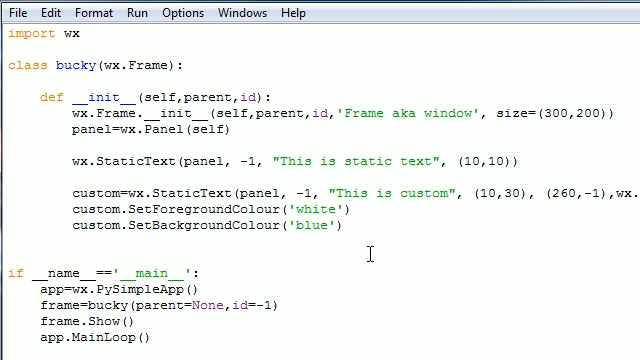 File Edit Format Run Options Windows Help
import wx
class bucky(wx.Frame):
def __init__(self,parent,id):
wx.Frame.__init__(self,parent,id,'Frame aka window', size=(300,200))
panel=wx.Panel(self)
wx.StaticText(panel, -1, "This is static text", (10,10))
custom=wx.StaticText(panel, -1, "This is custom", (10,30), (260,-1),wx.
custom.SetForegroundColour('white')
custom.SetBackgroundColour('blue')
if __name__=='__main__':
app=wx.PySimpleApp()
frame=bucky(parent=None,id=-1)
frame.Show()
app.MainLoop()